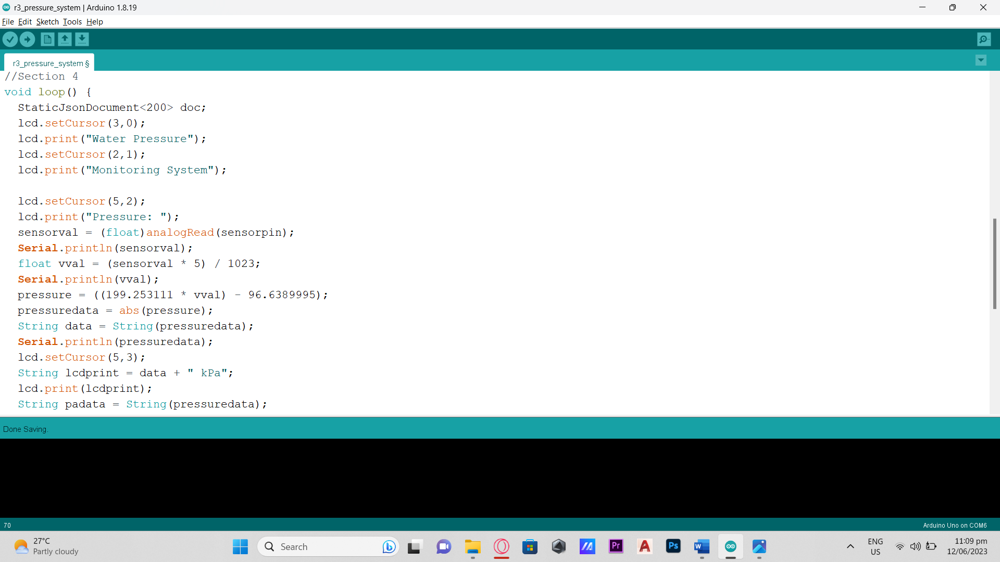 r3_pressure_system | Arduino 1.8.19
File Edit Sketch Tools Help
r3_pressure_system §
//Section 4
void loop() {
  StaticJsonDocument<200> doc;
  lcd.setCursor(3,0);
  lcd.print("Water Pressure");
  lcd.setCursor(2,1);
  lcd.print("Monitoring System");

  lcd.setCursor(5,2);
  lcd.print("Pressure: ");
  sensorval = (float)analogRead(sensorpin);
  Serial.println(sensorval);
  float vval = (sensorval * 5) / 1023;
  Serial.println(vval);
  pressure = ((199.253111 * vval) - 96.6389995);
  pressuredata = abs(pressure);
  String data = String(pressuredata);
  Serial.println(pressuredata);
  lcd.setCursor(5,3);
  String lcdprint = data + " kPa";
  lcd.print(lcdprint);
  String padata = String(pressuredata);
Done Saving.
70
Arduino Uno on COM6
27°C
Partly cloudy
Search
Pr
Ps
W
ENG
US
11:09 pm
12/06/2023